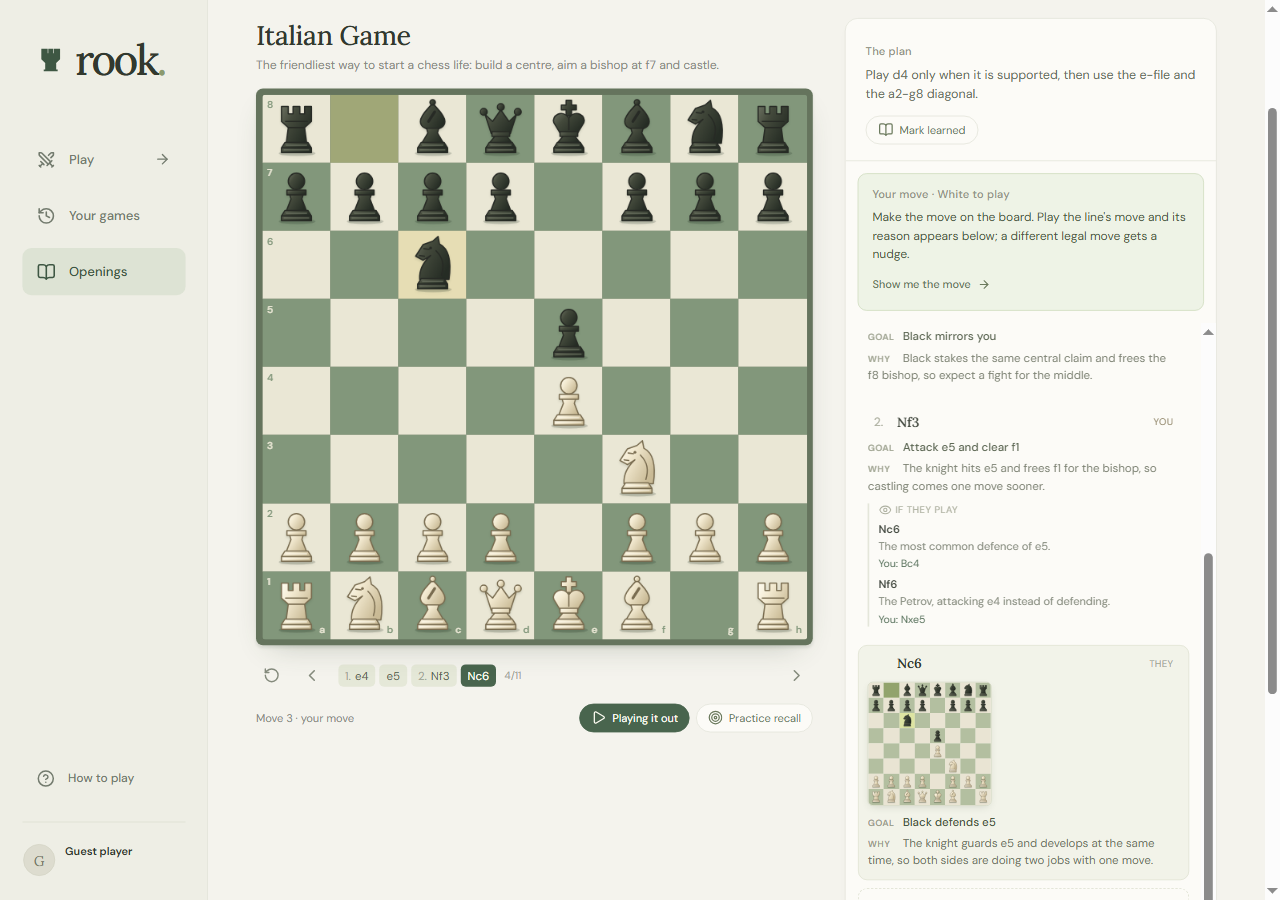 rook.
Play
Your games
Openings
How to play
G
Guest player
Italian Game
The friendliest way to start a chess life: build a centre, aim a bishop at f7 and castle.
8
7
6
5
4
3
2
1
a b c d e f g h
1. e4 e5 2. Nf3 Nc6 4/11
Move 3 · your move
Playing it out
Practice recall
The plan
Play d4 only when it is supported, then use the e-file and
the a2-g8 diagonal.
Mark learned
Your move · White to play
Make the move on the board. Play the line's move and its
reason appears below; a different legal move gets a
nudge.
Show me the move
GOAL Black mirrors you
WHY Black stakes the same central claim and frees the
f8 bishop, so expect a fight for the middle.
2. Nf3 YOU
GOAL Attack e5 and clear f1
WHY The knight hits e5 and frees f1 for the bishop, so
castling comes one move sooner.
IF THEY PLAY
Nc6
The most common defence of e5.
You: Bc4
Nf6
The Petrov, attacking e4 instead of defending.
You: Nxe5
Nc6 THEY
GOAL Black defends e5
WHY The knight guards e5 and develops at the same
time, so both sides are doing two jobs with one move.